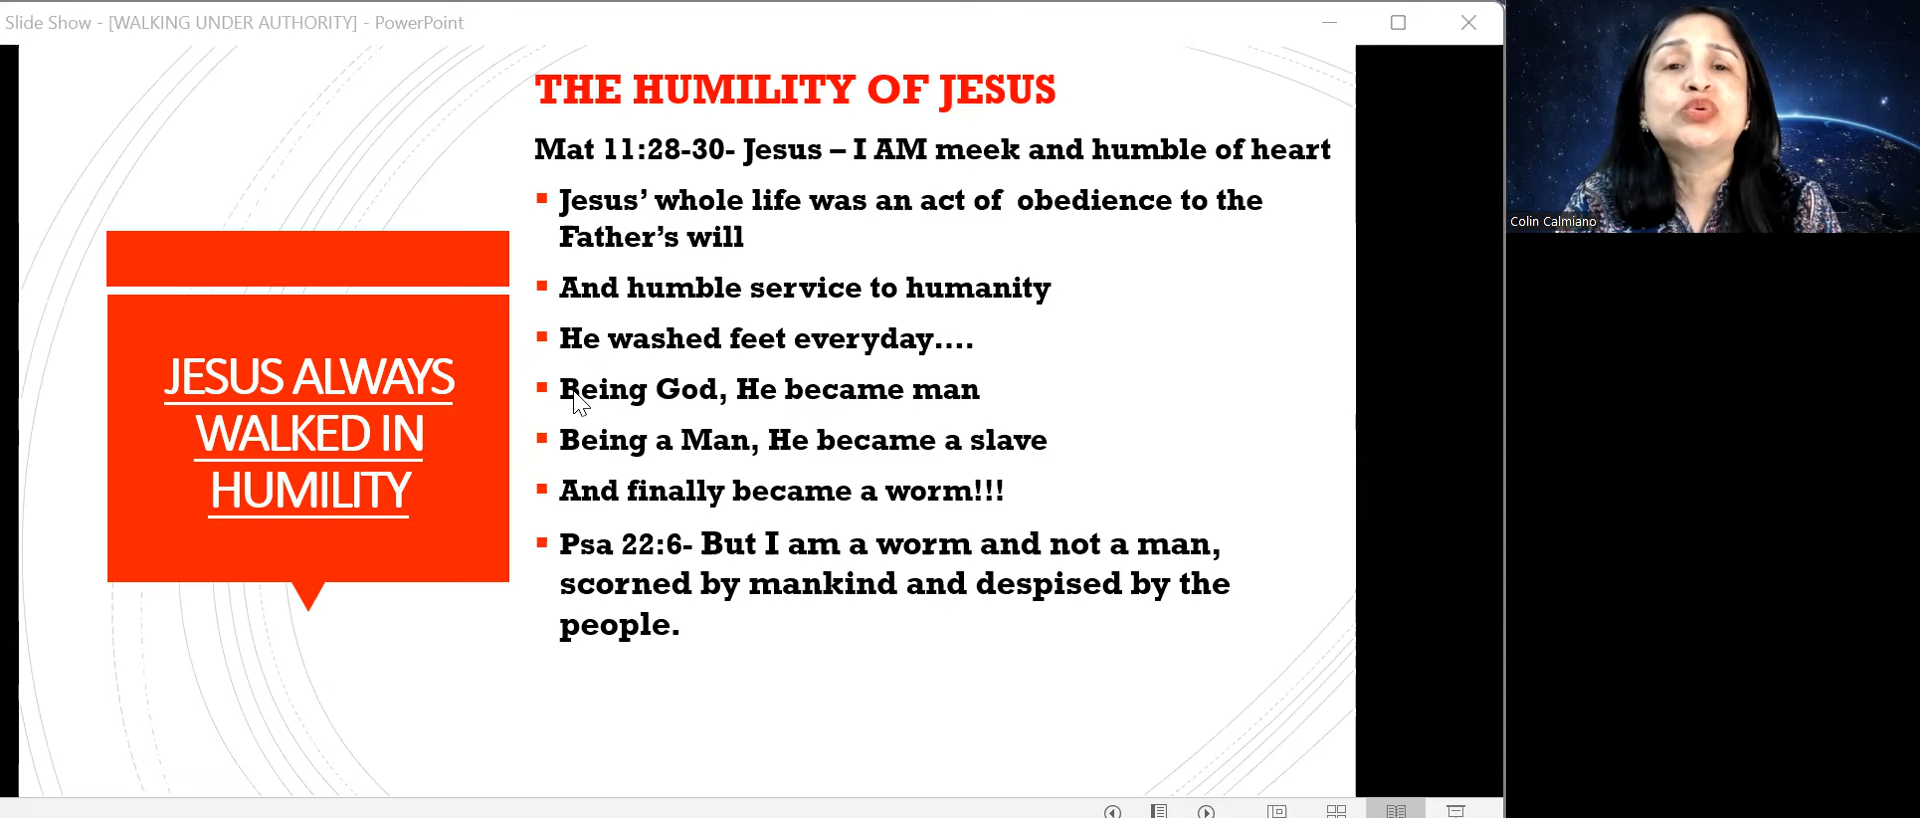 Slide Show - [WALKING UNDER AUTHORITY] - PowerPoint
THE HUMILITY OF JESUS
Mat 11:28-30- Jesus – I AM meek and humble of heart
Jesus’ whole life was an act of obedience to the
Father’s will
And humble service to humanity
He washed feet everyday....
Being God, He became man
Being a Man, He became a slave
And finally became a worm!!!
Psa 22:6- But I am a worm and not a man,
scorned by mankind and despised by the
people.
JESUS ALWAYS
WALKED IN
HUMILITY
Colin Calmiano